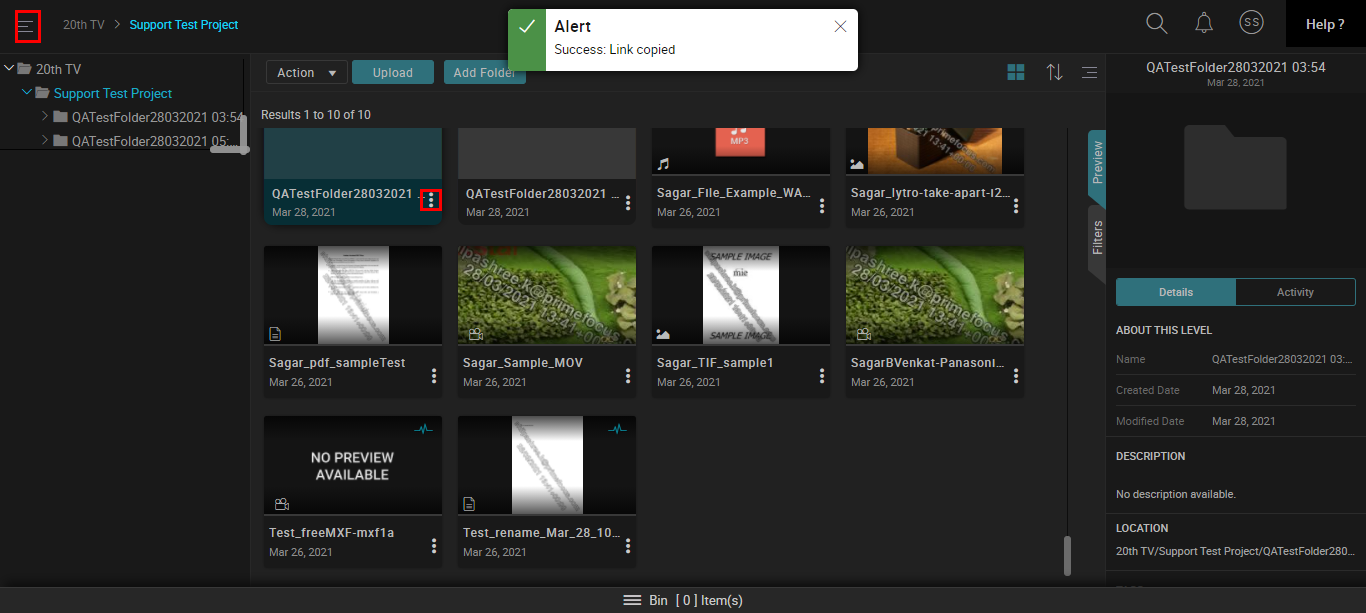 20th TV > Support Test Project
Alert
Success: Link copied
SS
Help ?
20th TV
Support Test Project
QATestFolder28032021 03:54
QATestFolder28032021 05:...
Action
Upload
Add Folder
Results 1 to 10 of 10
QATestFolder28032021 ...
Mar 28, 2021
QATestFolder28032021 ...
Mar 28, 2021
MP3
Sagar_File_Example_WA...
Mar 26, 2021
Sagar_lytro-take-apart-r2...
Mar 26, 2021
Sagar_pdf_sampleTest
Mar 26, 2021
Sagar_Sample_MOV
Mar 26, 2021
SAMPLE IMAGE
mie
SAMPLE IMAGE
Sagar_TIF_sample1
Mar 26, 2021
SagarBVenkat-Panasoni...
Mar 26, 2021
NO PREVIEW
AVAILABLE
Test_freeMXF-mxf1a
Mar 26, 2021
Test_rename_Mar_28_10...
Mar 26, 2021
Preview
Filters
QATestFolder28032021 03:54
Mar 28, 2021
Details
Activity
ABOUT THIS LEVEL
Name QATestFolder28032021 03:...
Created Date Mar 28, 2021
Modified Date Mar 28, 2021
DESCRIPTION
No description available.
LOCATION
20th TV/Support Test Project/QATestFolder280...
Bin [ 0 ] Item(s)